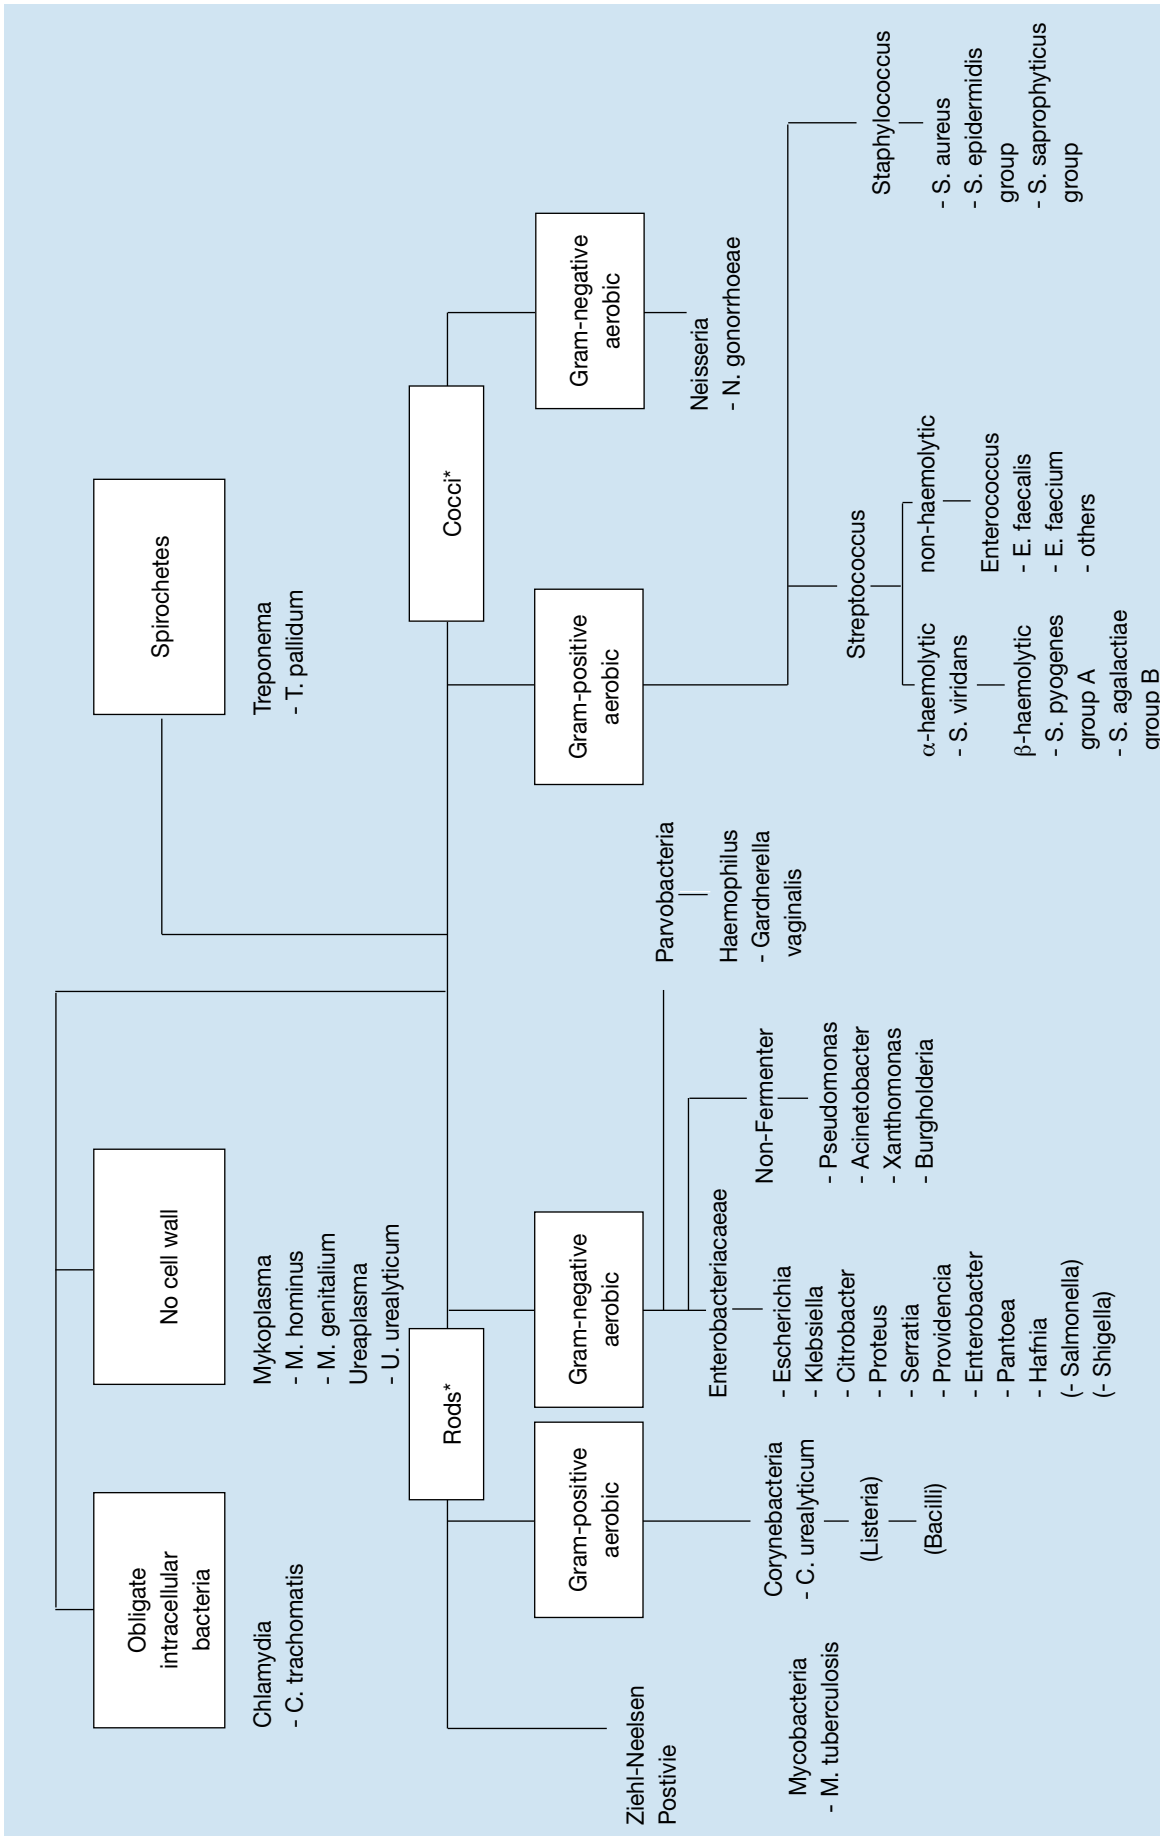 Obligate
intracellular
bacteria
Chlamydia
- C. trachomatis
No cell wall
Mykoplasma
- M. hominus
- M. genitalium
Ureaplasma
- U. urealyticum
Spirochetes
Treponema
- T. pallidum
Rods*
Cocci*
Ziehl-Neelsen
Postivie
Mycobacteria
- M. tuberculosis
Gram-positive
aerobic
Corynebacteria
- C. urealyticum
(Listeria)
(Bacilli)
Gram-negative
aerobic
Enterobacteriacaeae
- Escherichia
- Klebsiella
- Citrobacter
- Proteus
- Serratia
- Providencia
- Enterobacter
- Pantoea
- Hafnia
(- Salmonella)
(- Shigella)
Non-Fermenter
- Pseudomonas
- Acinetobacter
- Xanthomonas
- Burgholderia
Parvobacteria
Haemophilus
- Gardnerella
vaginalis
Gram-positive
aerobic
Streptococcus
α-haemolytic
- S. viridans
β-haemolytic
- S. pyogenes
group A
- S. agalactiae
group B
non-haemolytic
Enterococcus
- E. faecalis
- E. faecium
- others
Staphylococcus
- S. aureus
- S. epidermidis
group
- S. saprophyticus
group
Gram-negative
aerobic
Neisseria
- N. gonorrhoeae